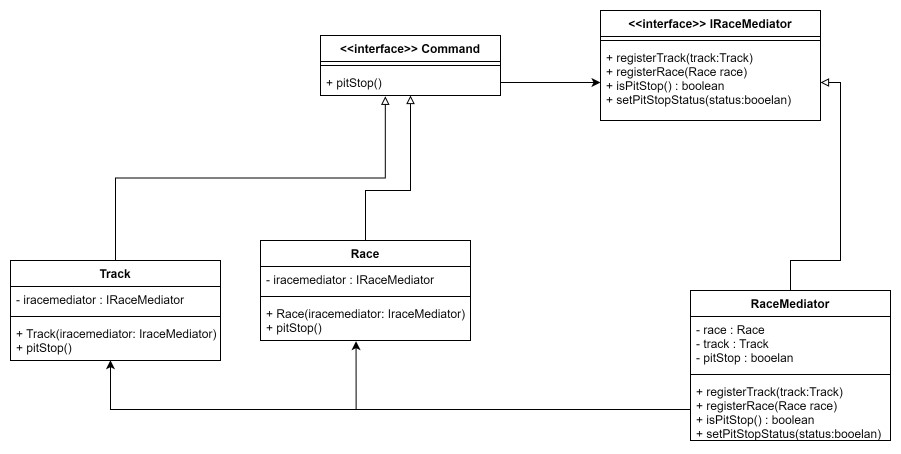 <<interface>> Command
+ pitStop()
<<interface>> IRaceMediator
+ registerTrack(track:Track)
+ registerRace(Race race)
+ isPitStop() : boolean
+ setPitStopStatus(status:booelan)
Track
- iracemediator : IRaceMediator
+ Track(iracemediator: IraceMediator)
+ pitStop()
Race
- iracemediator : IRaceMediator
+ Race(iracemediator: IraceMediator)
+ pitStop()
RaceMediator
- race : Race
- track : Track
- pitStop : booelan
+ registerTrack(track:Track)
+ registerRace(Race race)
+ isPitStop() : boolean
+ setPitStopStatus(status:booelan)